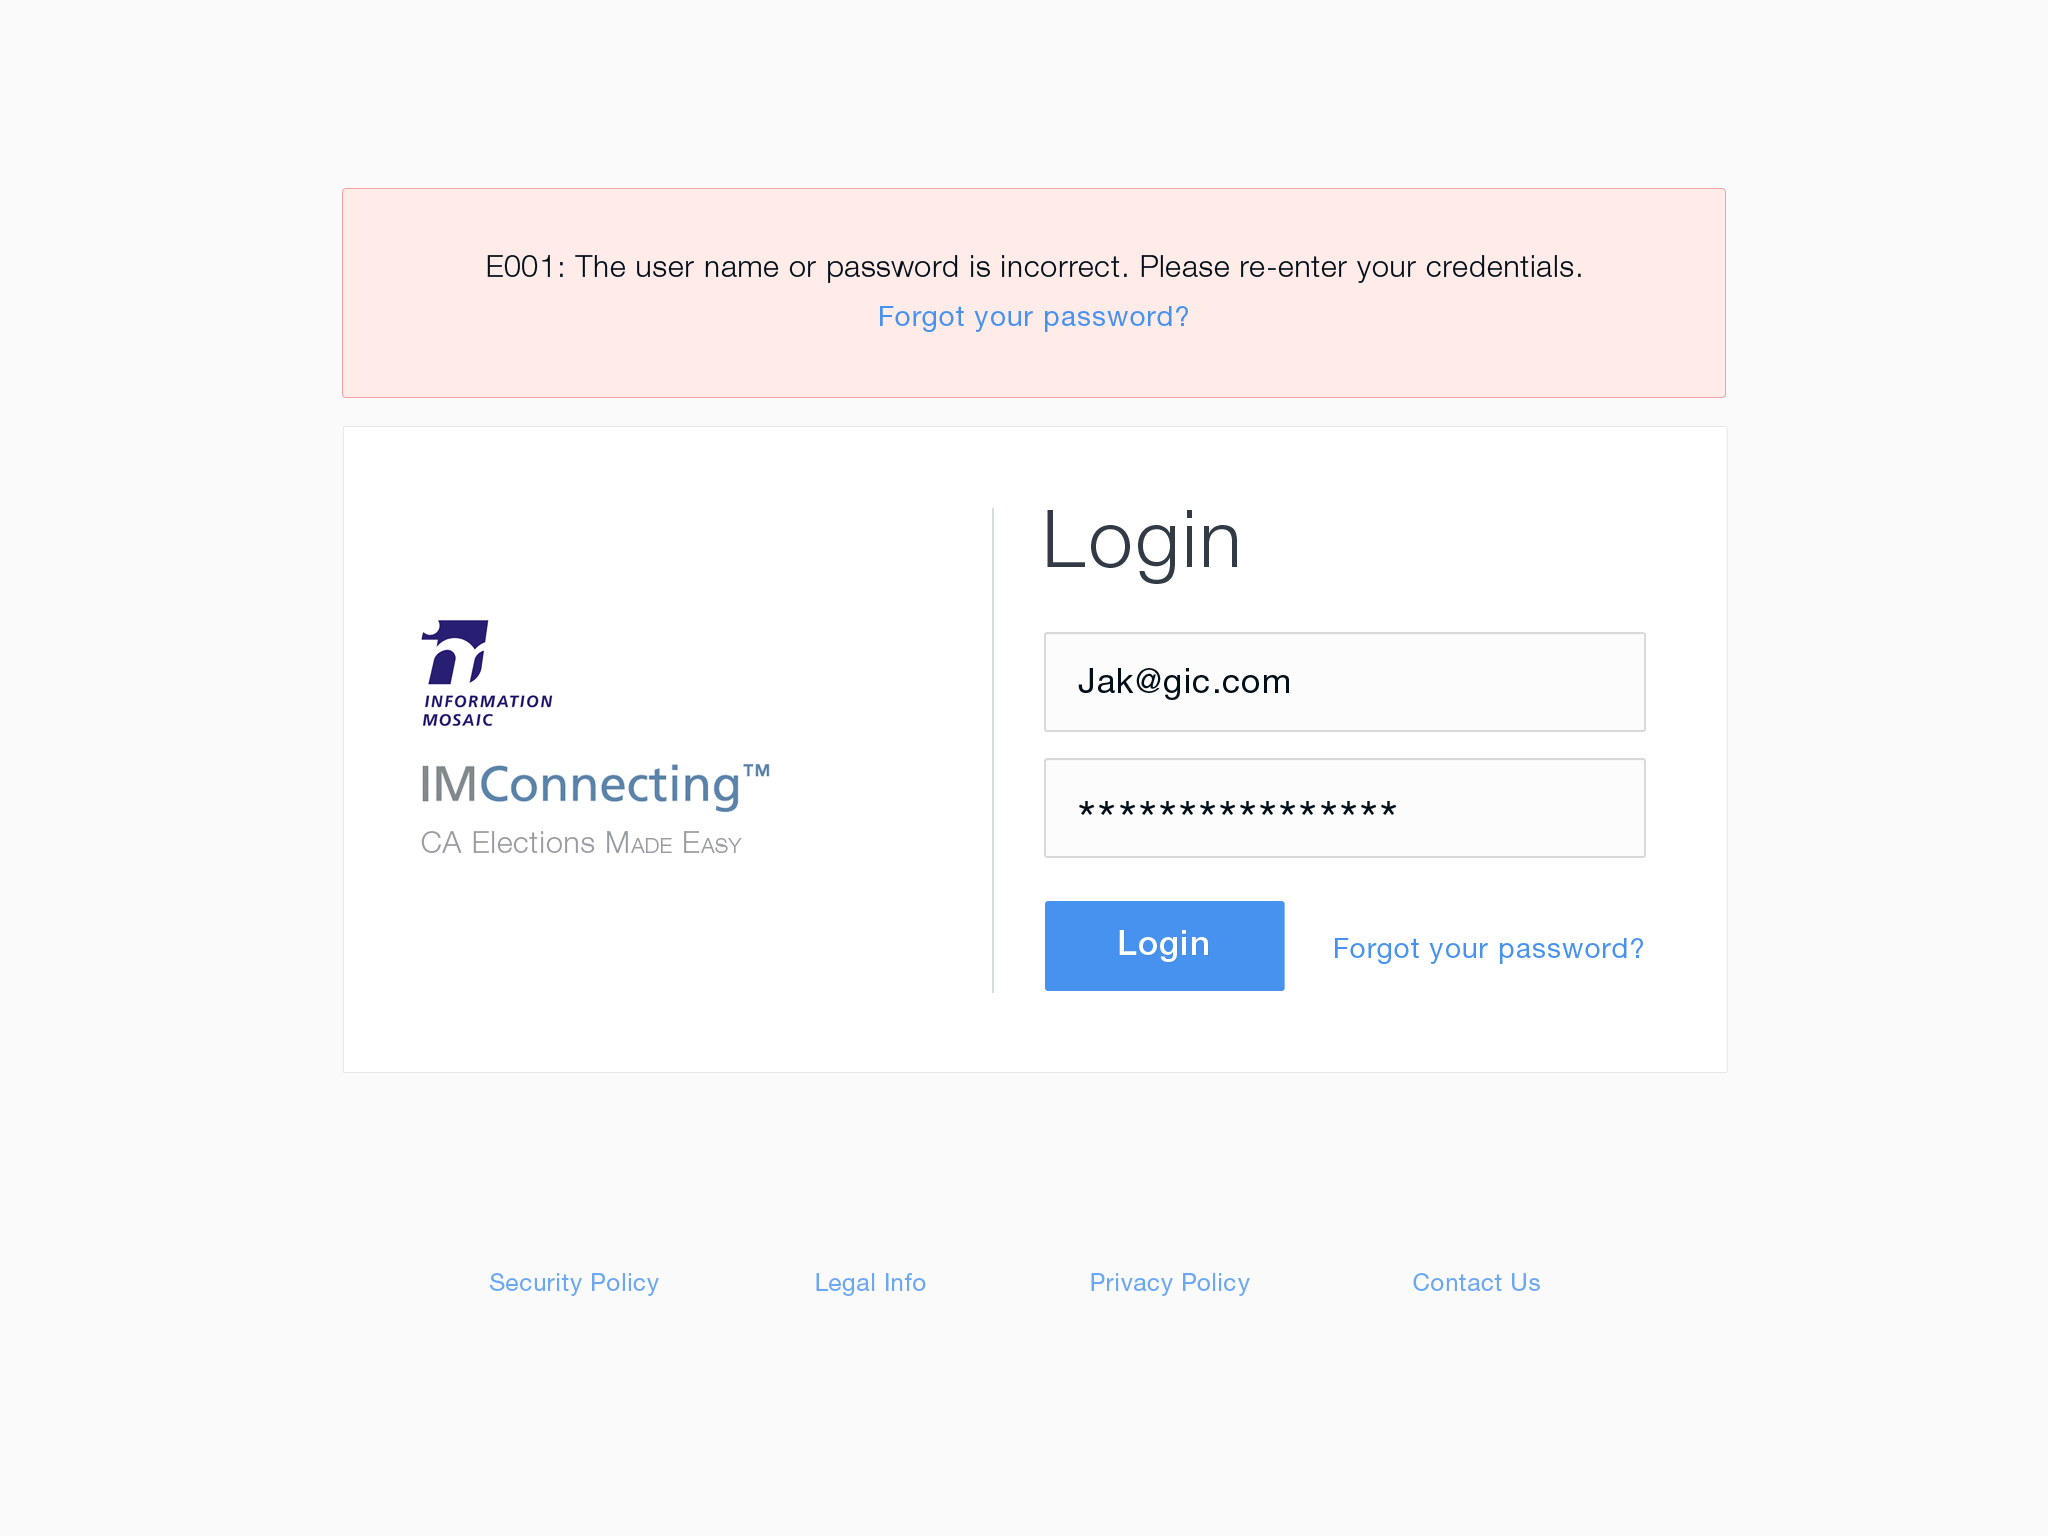 E001: The user name or password is incorrect. Please re-enter your credentials.
Forgot your password?
Login
INFORMATION
MOSAIC
IMConnecting™
CA Elections Made Easy
Jak@gic.com
****************
Login
Forgot your password?
Security Policy
Legal Info
Privacy Policy
Contact Us